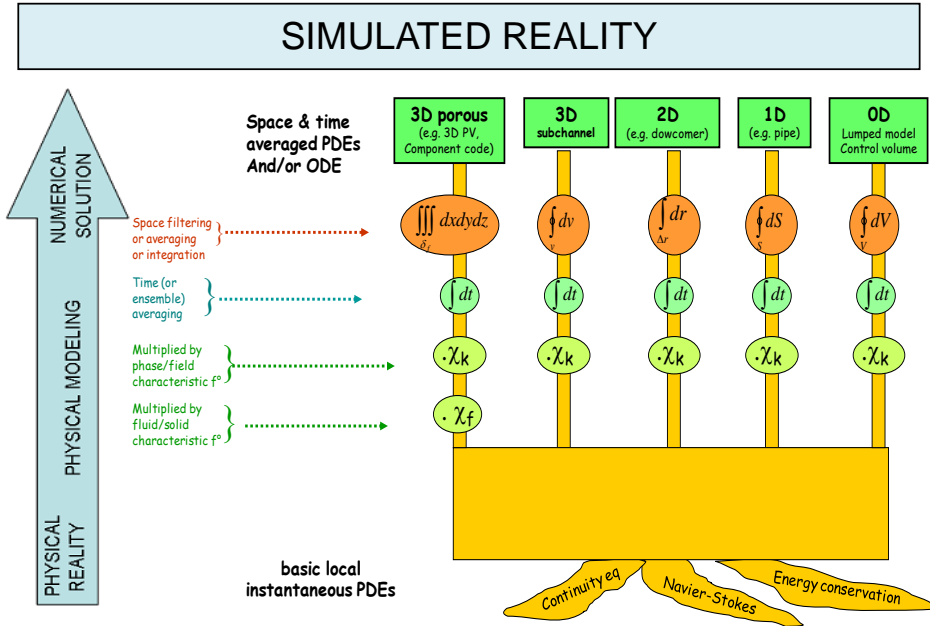 SIMULATED REALITY
NUMERICAL
SOLUTION
PHYSICAL MODELING
PHYSICAL
REALITY
Space & time
averaged PDEs
And/or ODE
3D porous
(e.g. 3D PV,
Component code)
3D
subchannel
2D
(e.g. dowcomer)
1D
(e.g. pipe)
0D
Lumped model
Control volume
Space filtering
or averaging
or integration
∭ dxdydz
δf
∮ dv
v
∫ dr
Δr
∮ dS
S
∮ dV
V
Time (or
ensemble)
averaging
∫ dt
∫ dt
∫ dt
∫ dt
∫ dt
Multiplied by
phase/field
characteristic f°
.χk
.χk
.χk
.χk
.χk
Multiplied by
fluid/solid
characteristic f°
. χf
basic local
instantaneous PDEs
Continuity eq
Navier-Stokes
Energy conservation